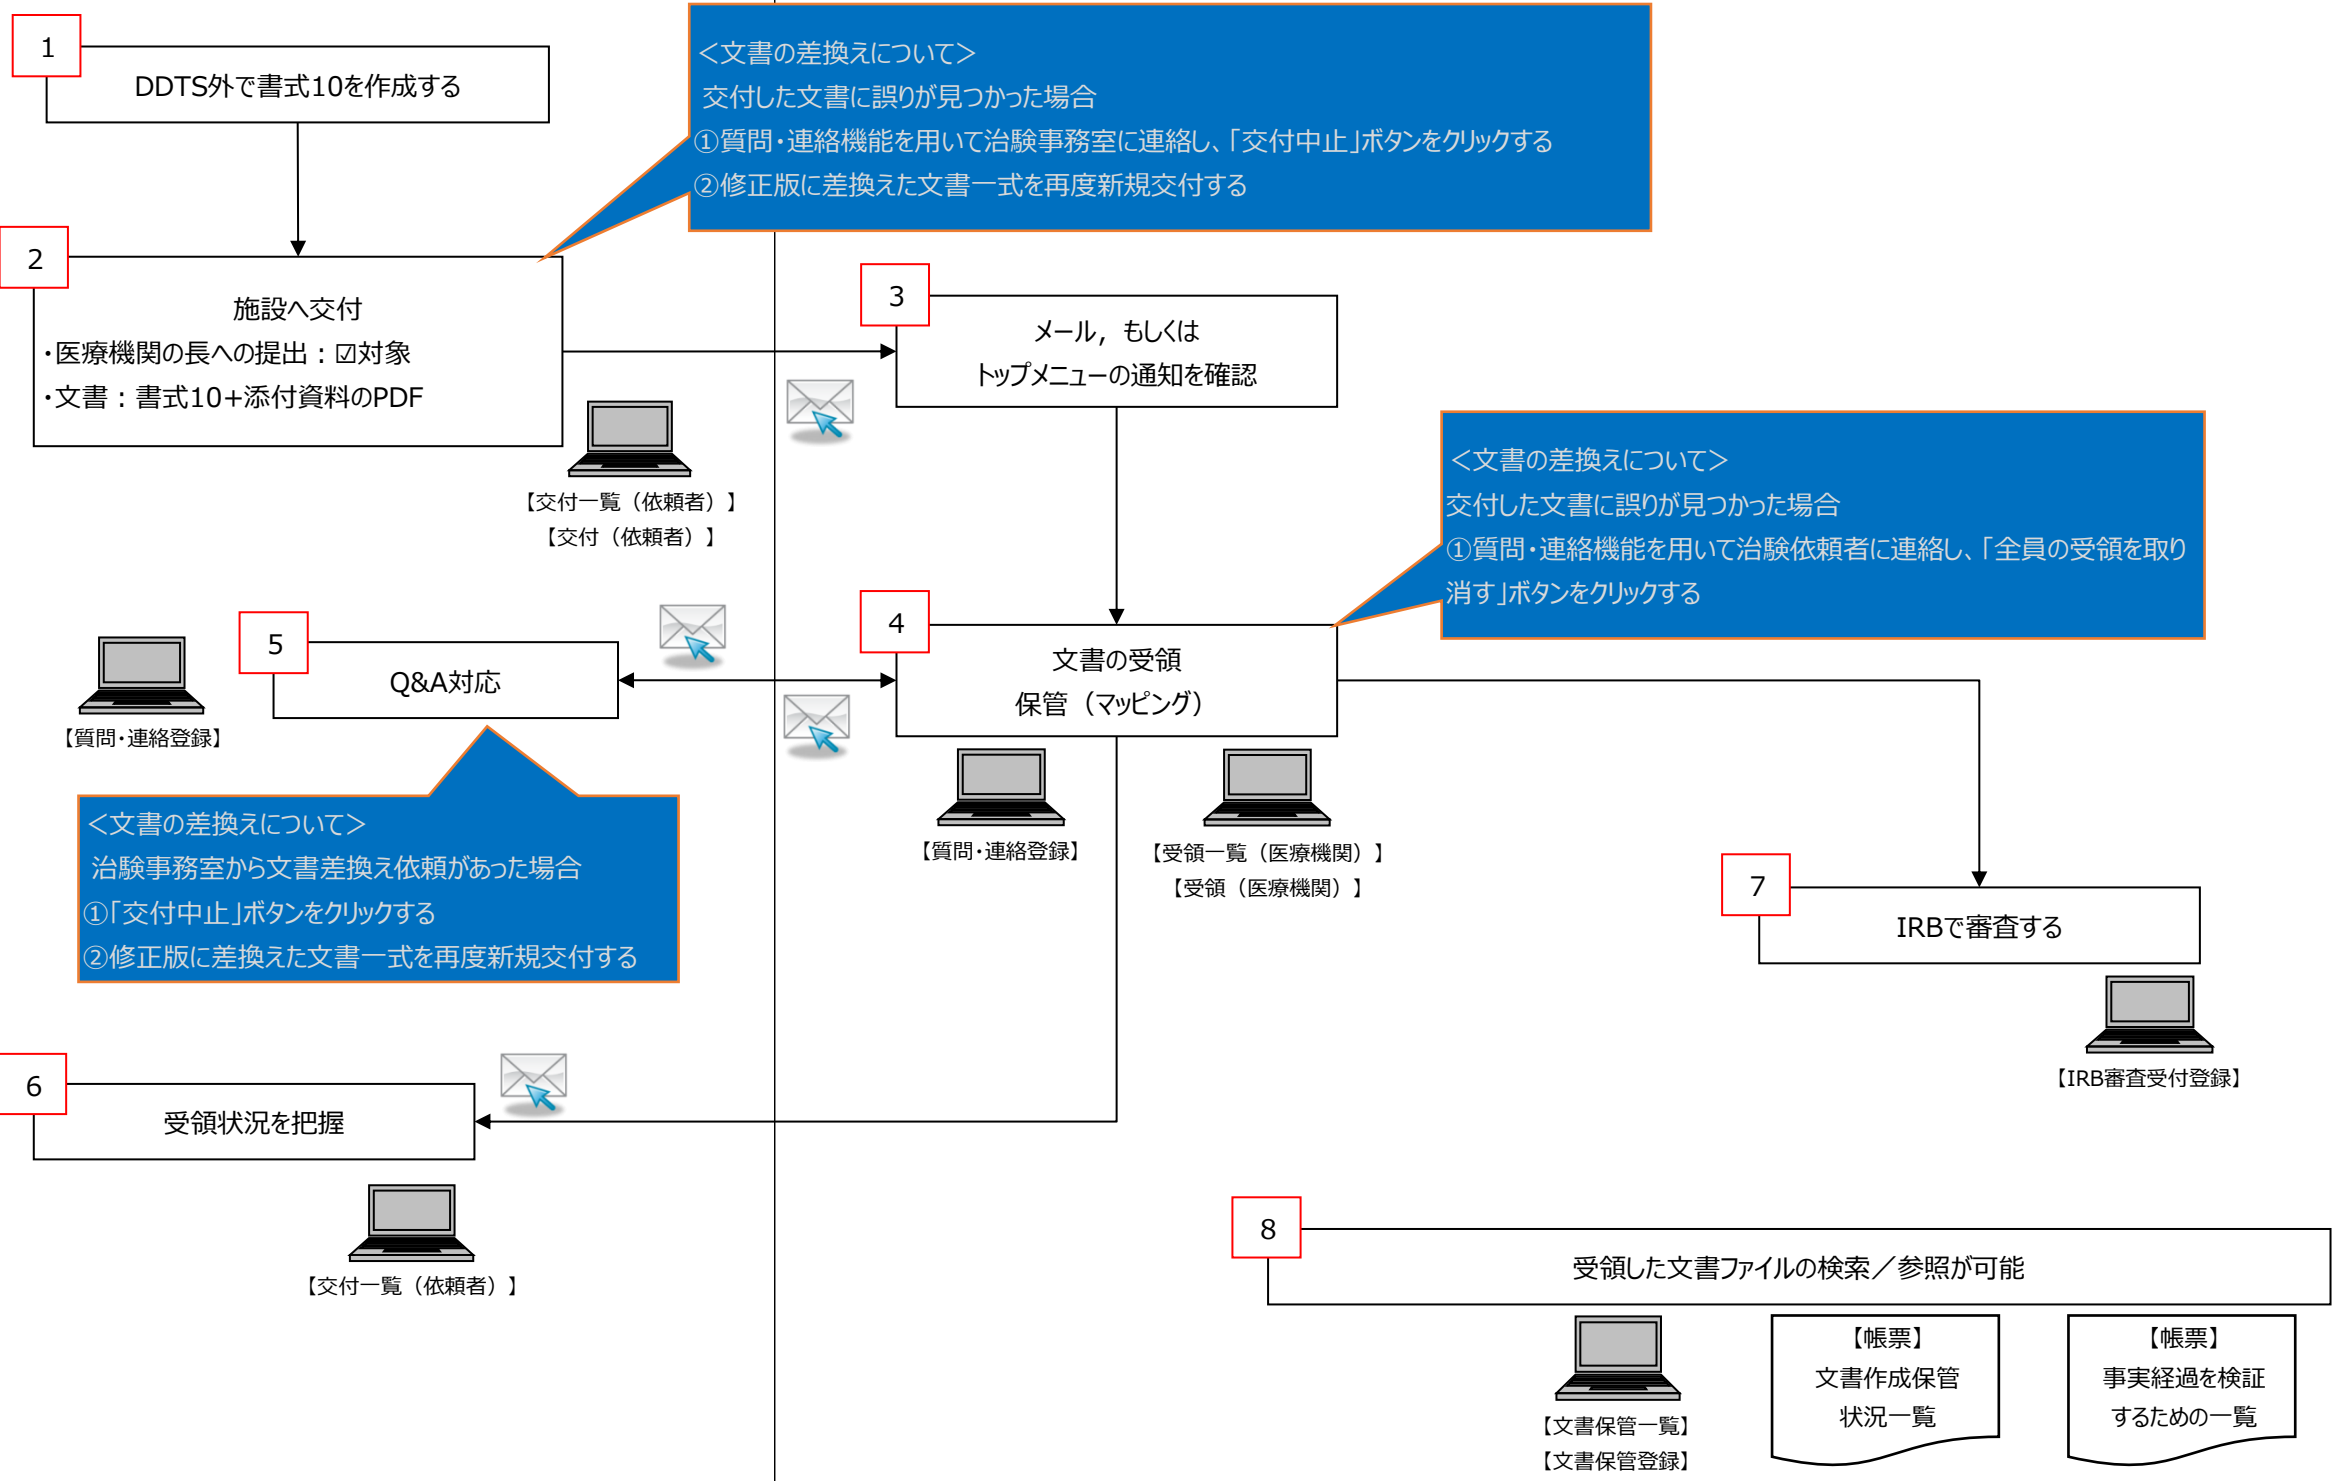 1
DDTS外で書式10を作成する
＜文書の差換えについて＞
交付した文書に誤りが見つかった場合
①質問・連絡機能を用いて治験事務室に連絡し、「交付中止」ボタンをクリックする
②修正版に差換えた文書一式を再度新規交付する
2
施設へ交付
・医療機関の長への提出：☑対象
・文書：書式10+添付資料のPDF
【交付一覧（依頼者）】
【交付（依頼者）】
3
メール，もしくは
トップメニューの通知を確認
＜文書の差換えについて＞
交付した文書に誤りが見つかった場合
①質問・連絡機能を用いて治験依頼者に連絡し、「全員の受領を取り
消す」ボタンをクリックする
4
文書の受領
保管（マッピング）
【質問・連絡登録】
【受領一覧（医療機関）】
【受領（医療機関）】
5
Q&A対応
【質問・連絡登録】
＜文書の差換えについて＞
治験事務室から文書差換え依頼があった場合
①「交付中止」ボタンをクリックする
②修正版に差換えた文書一式を再度新規交付する
6
受領状況を把握
【交付一覧（依頼者）】
7
IRBで審査する
【IRB審査受付登録】
8
受領した文書ファイルの検索／参照が可能
【文書保管一覧】
【文書保管登録】
【帳票】
文書作成保管
状況一覧
【帳票】
事実経過を検証
するための一覧